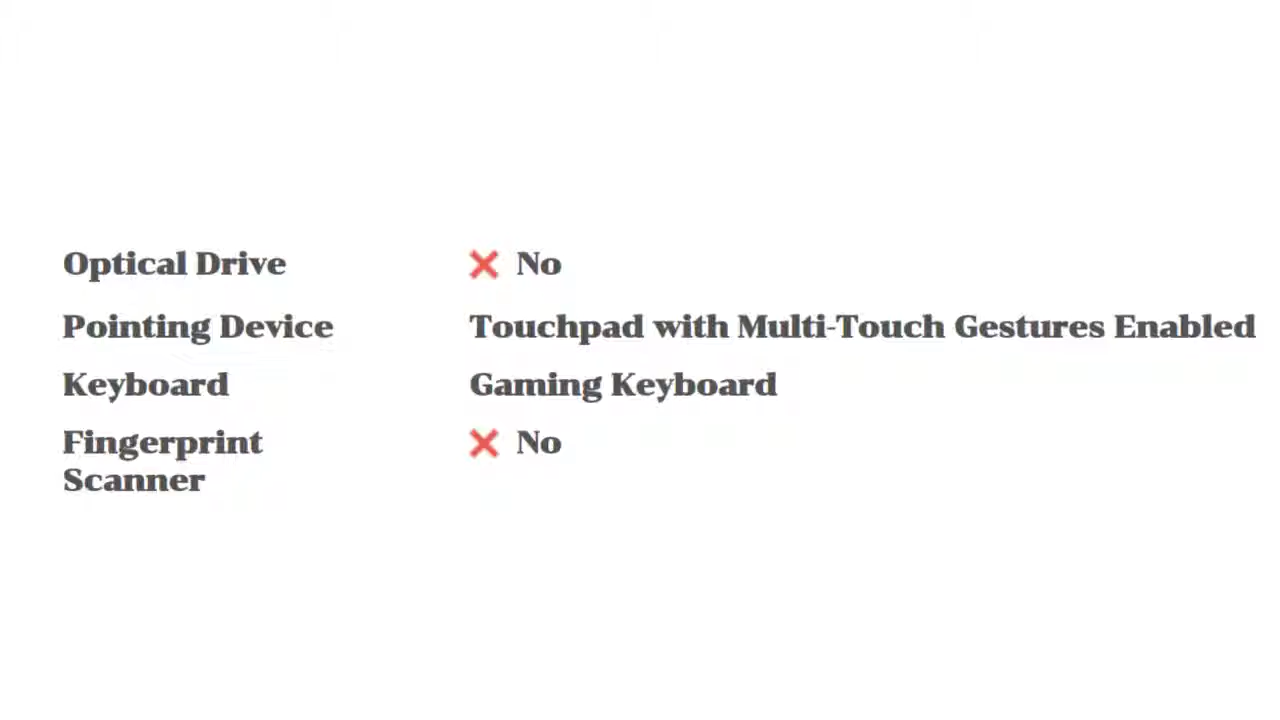 Optical Drive ❌ No
Pointing Device Touchpad with Multi-Touch Gestures Enabled
Keyboard Gaming Keyboard
Fingerprint ❌ No
Scanner